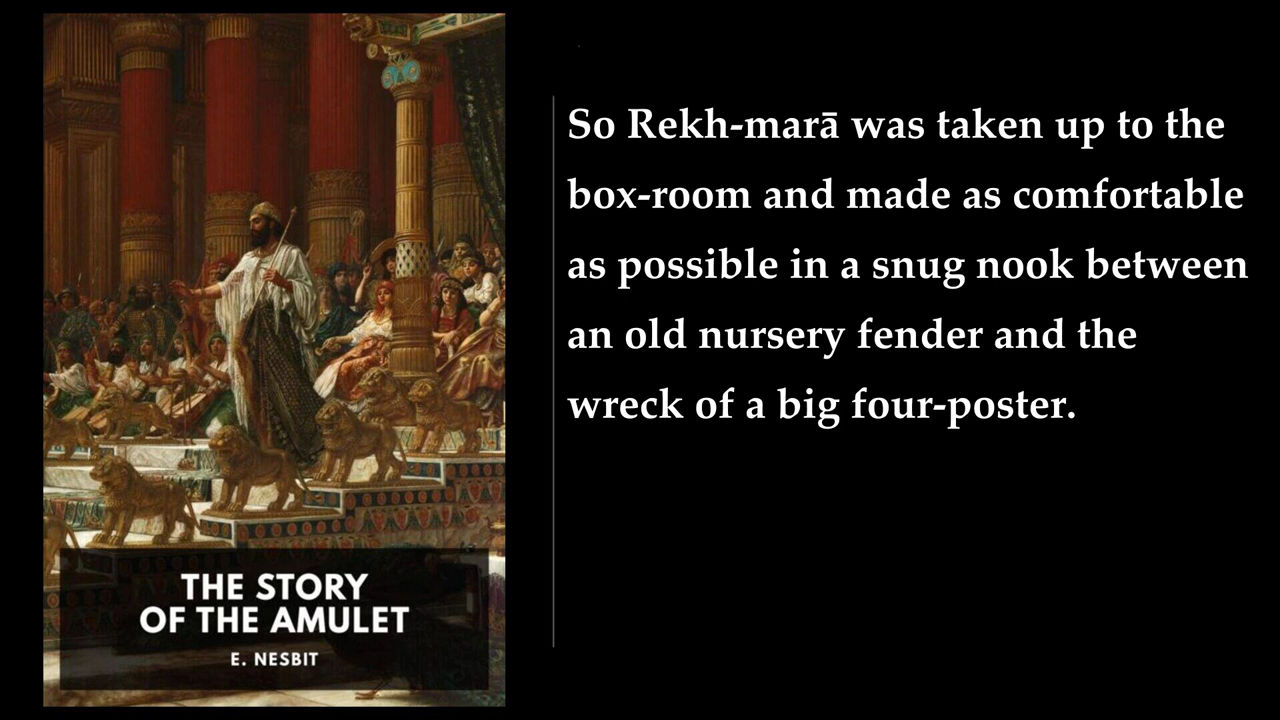 So Rekh-marā was taken up to the
box-room and made as comfortable
as possible in a snug nook between
an old nursery fender and the
wreck of a big four-poster.
THE STORY
OF THE AMULET
E. NESBIT